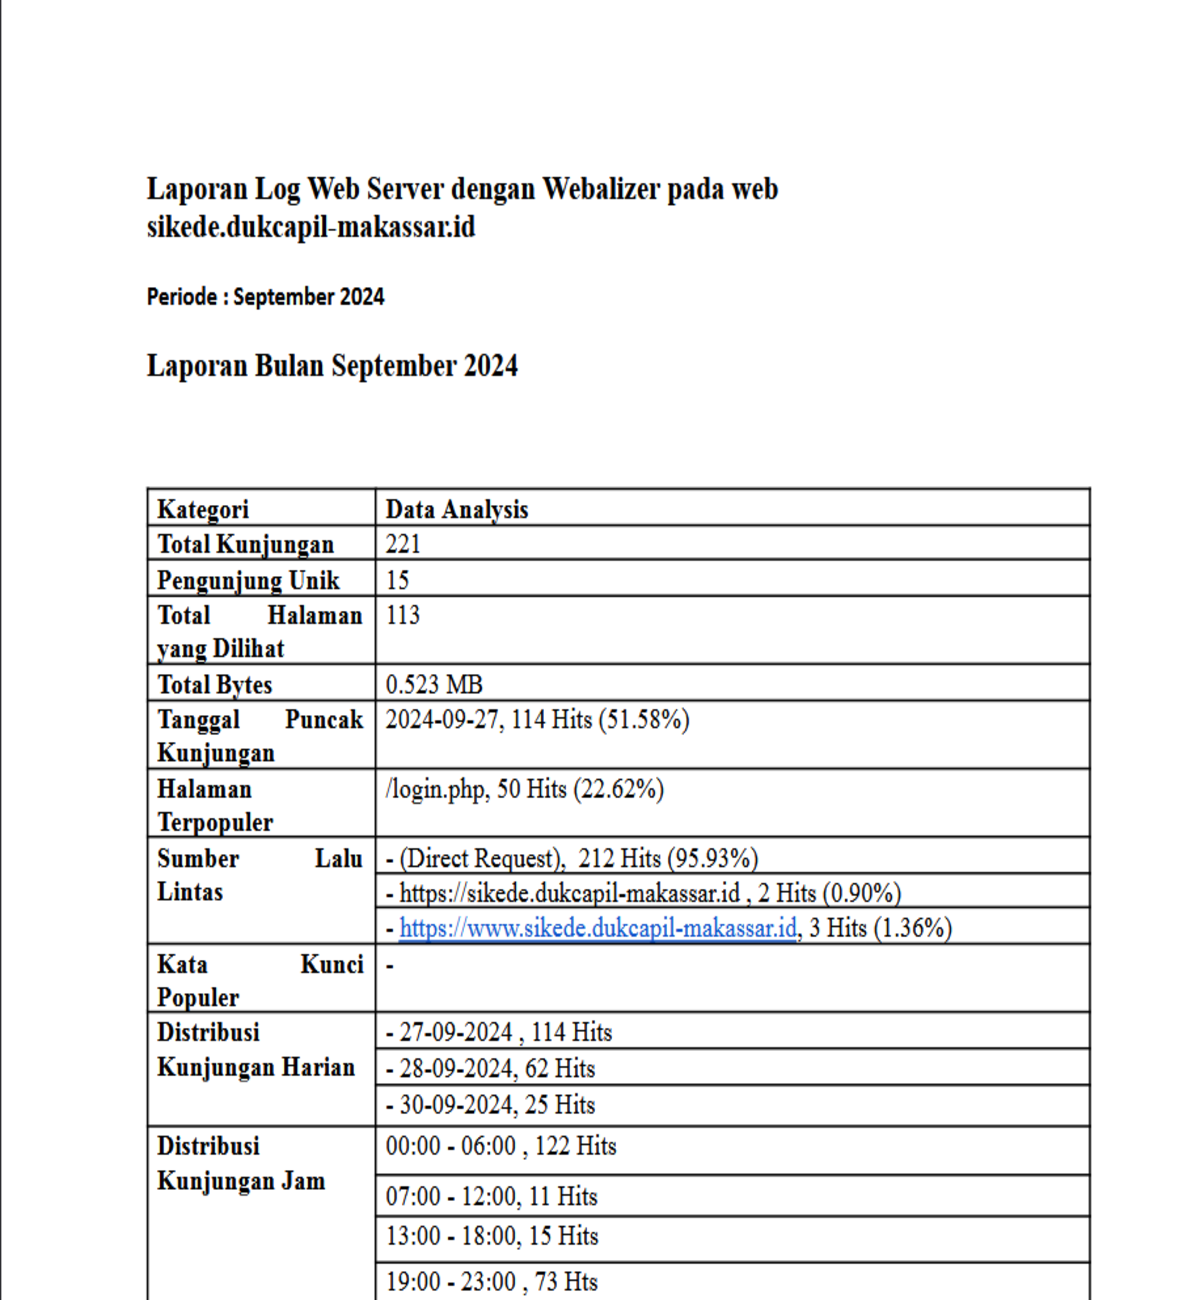 Laporan Log Web Server dengan Webalizer pada web
sikede.dukcapil-makassar.id
Periode : September 2024
Laporan Bulan September 2024
Kategori Data Analysis
Total Kunjungan 221
Pengunjung Unik 15
Total Halaman 113
yang Dilihat
Total Bytes 0.523 MB
Tanggal Puncak 2024-09-27, 114 Hits (51.58%)
Kunjungan
Halaman /login.php, 50 Hits (22.62%)
Terpopuler
Sumber Lalu - (Direct Request),  212 Hits (95.93%)
Lintas - https://sikede.dukcapil-makassar.id , 2 Hits (0.90%)
- https://www.sikede.dukcapil-makassar.id, 3 Hits (1.36%)
Kata Kunci -
Populer
Distribusi - 27-09-2024 , 114 Hits
Kunjungan Harian - 28-09-2024, 62 Hits
- 30-09-2024, 25 Hits
Distribusi 00:00 - 06:00 , 122 Hits
Kunjungan Jam 07:00 - 12:00, 11 Hits
13:00 - 18:00, 15 Hits
19:00 - 23:00 , 73 Hts